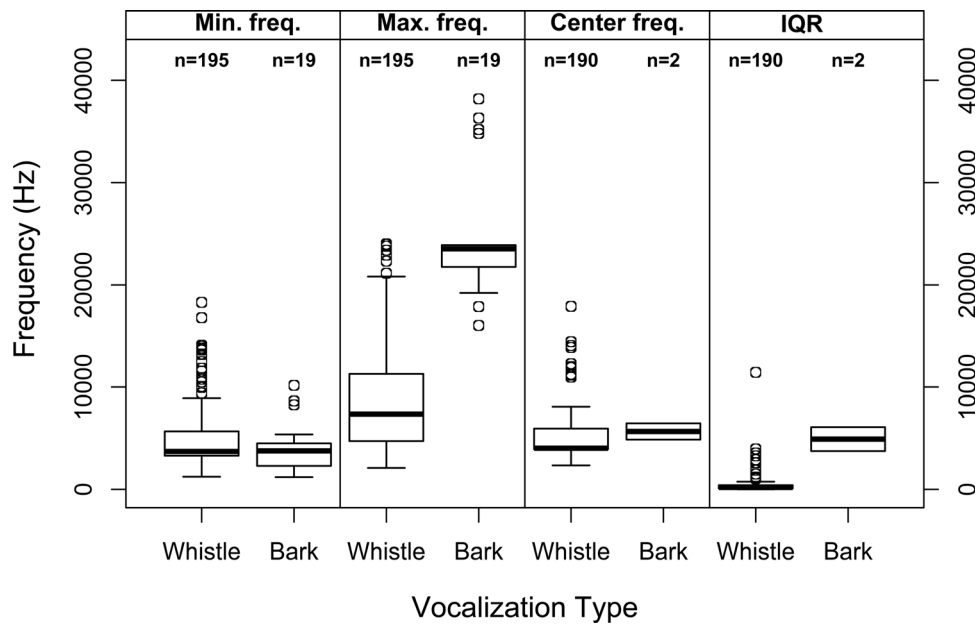 Min. freq. Max. freq. Center freq. IQR
n=195 n=19 n=195 n=19 n=190 n=2 n=190 n=2
Frequency (Hz)
40000 40000
30000 30000
20000 20000
10000 10000
0 0
Whistle Bark Whistle Bark Whistle Bark Whistle Bark
Vocalization Type